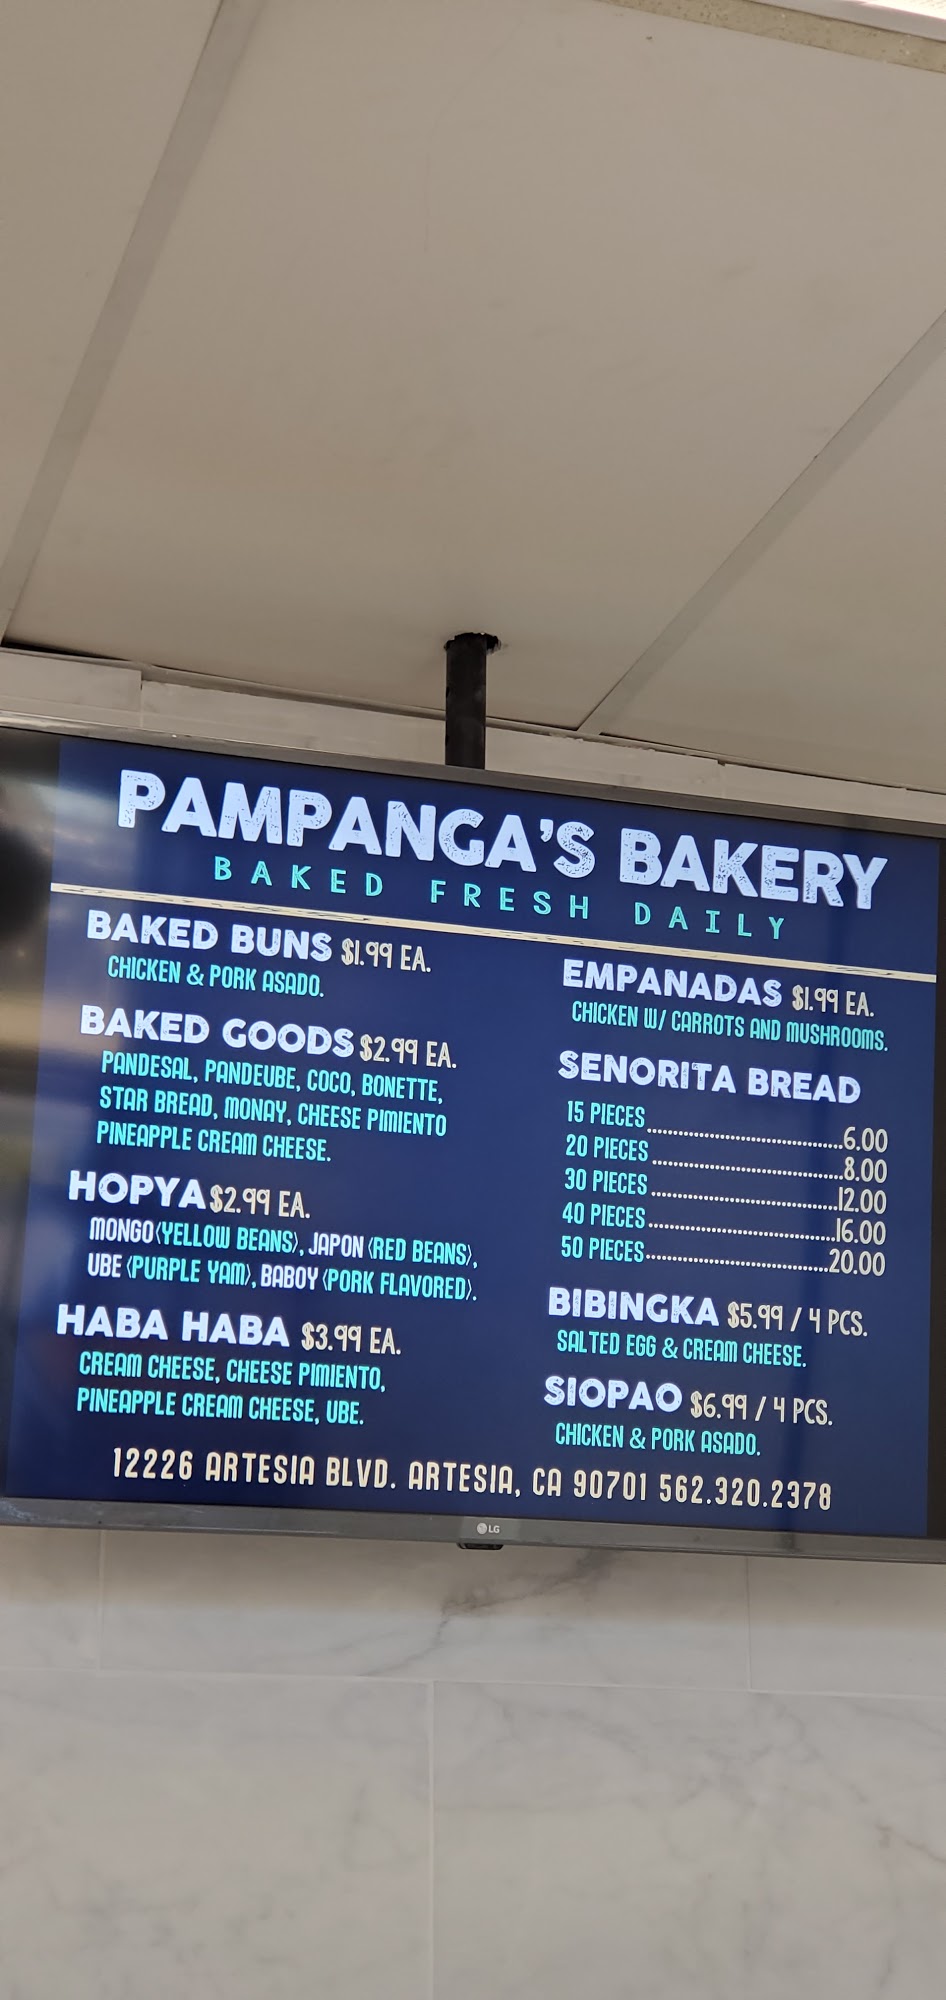 PAMPANGA'S BAKERY
BAKED FRESH DAILY
BAKED BUNS $1.99 EA.
CHICKEN & PORK ASADO.
BAKED GOODS $2.99 EA.
PANDESAL, PANDEUBE, COCO, BONETTE,
STAR BREAD, MONAY, CHEESE PIMIENTO
PINEAPPLE CREAM CHEESE.
HOPYA $2.99 EA.
MONGO (YELLOW BEANS), JAPON (RED BEANS),
UBE (PURPLE YAM), BABOY (PORK FLAVORED).
HABA HABA $3.99 EA.
CREAM CHEESE, CHEESE PIMIENTO,
PINEAPPLE CREAM CHEESE, UBE.
EMPANADAS $1.99 EA.
CHICKEN W/ CARROTS AND MUSHROOMS.
SENORITA BREAD
15 PIECES 6.00
20 PIECES 8.00
30 PIECES 12.00
40 PIECES 16.00
50 PIECES 20.00
BIBINGKA $5.99 / 4 PCS.
SALTED EGG & CREAM CHEESE.
SIOPAO $6.99 / 4 PCS.
CHICKEN & PORK ASADO.
12226 ARTESIA BLVD. ARTESIA, CA 90701 562.320.2378
LG